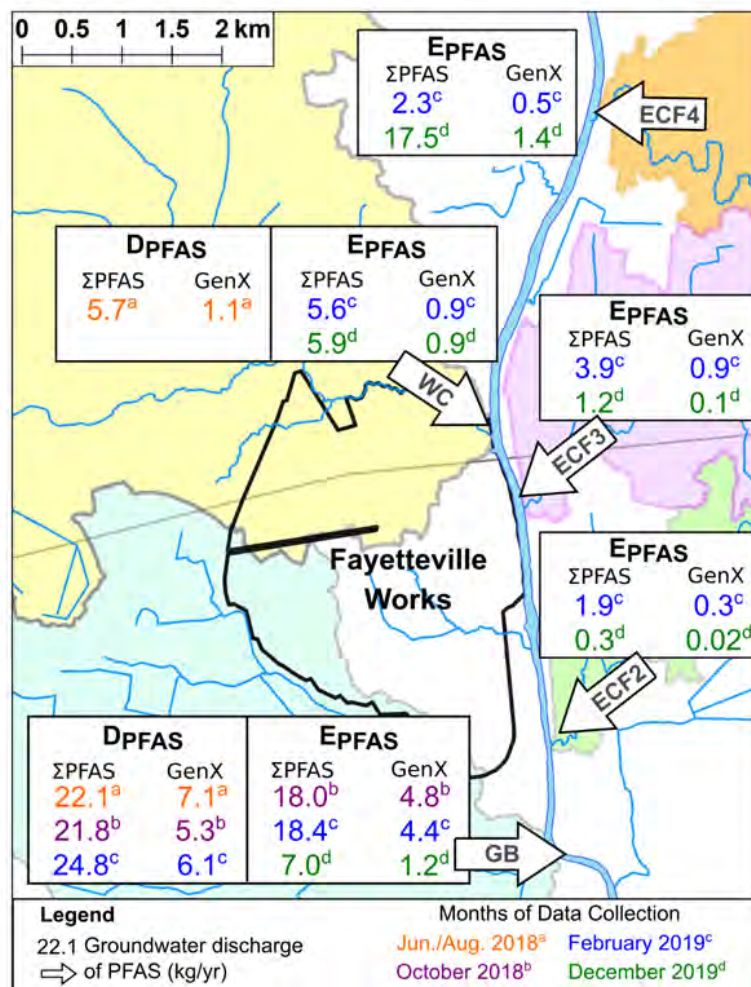 0 0.5 1 2 km
EPFAS
ΣPFAS GenX
2.3ᶜ 0.5ᶜ
17.5ᵈ 1.4ᵈ
ECF4
DPFAS EPFAS
ΣPFAS GenX ΣPFAS GenX
5.7ᵃ 1.1ᵃ 5.6ᶜ 0.9ᶜ
5.9ᵈ 0.9ᵈ
EPFAS
ΣPFAS GenX
3.9ᶜ 0.9ᶜ
1.2ᵈ 0.1ᵈ
WC
ECF3
Fayetteville
Works
EPFAS
ΣPFAS GenX
1.9ᶜ 0.3ᶜ
0.3ᵈ 0.02ᵈ
ECF2
DPFAS EPFAS
ΣPFAS GenX ΣPFAS GenX
22.1ᵃ 7.1ᵃ 18.0ᵇ 4.8ᵇ
21.8ᵇ 5.3ᵇ 18.4ᶜ 4.4ᶜ
24.8ᶜ 6.1ᶜ 7.0ᵈ 1.2ᵈ
GB
Legend
22.1 Groundwater discharge
of PFAS (kg/yr)
Months of Data Collection
Jun./Aug. 2018ᵃ February 2019ᶜ
October 2018ᵇ December 2019ᵈ